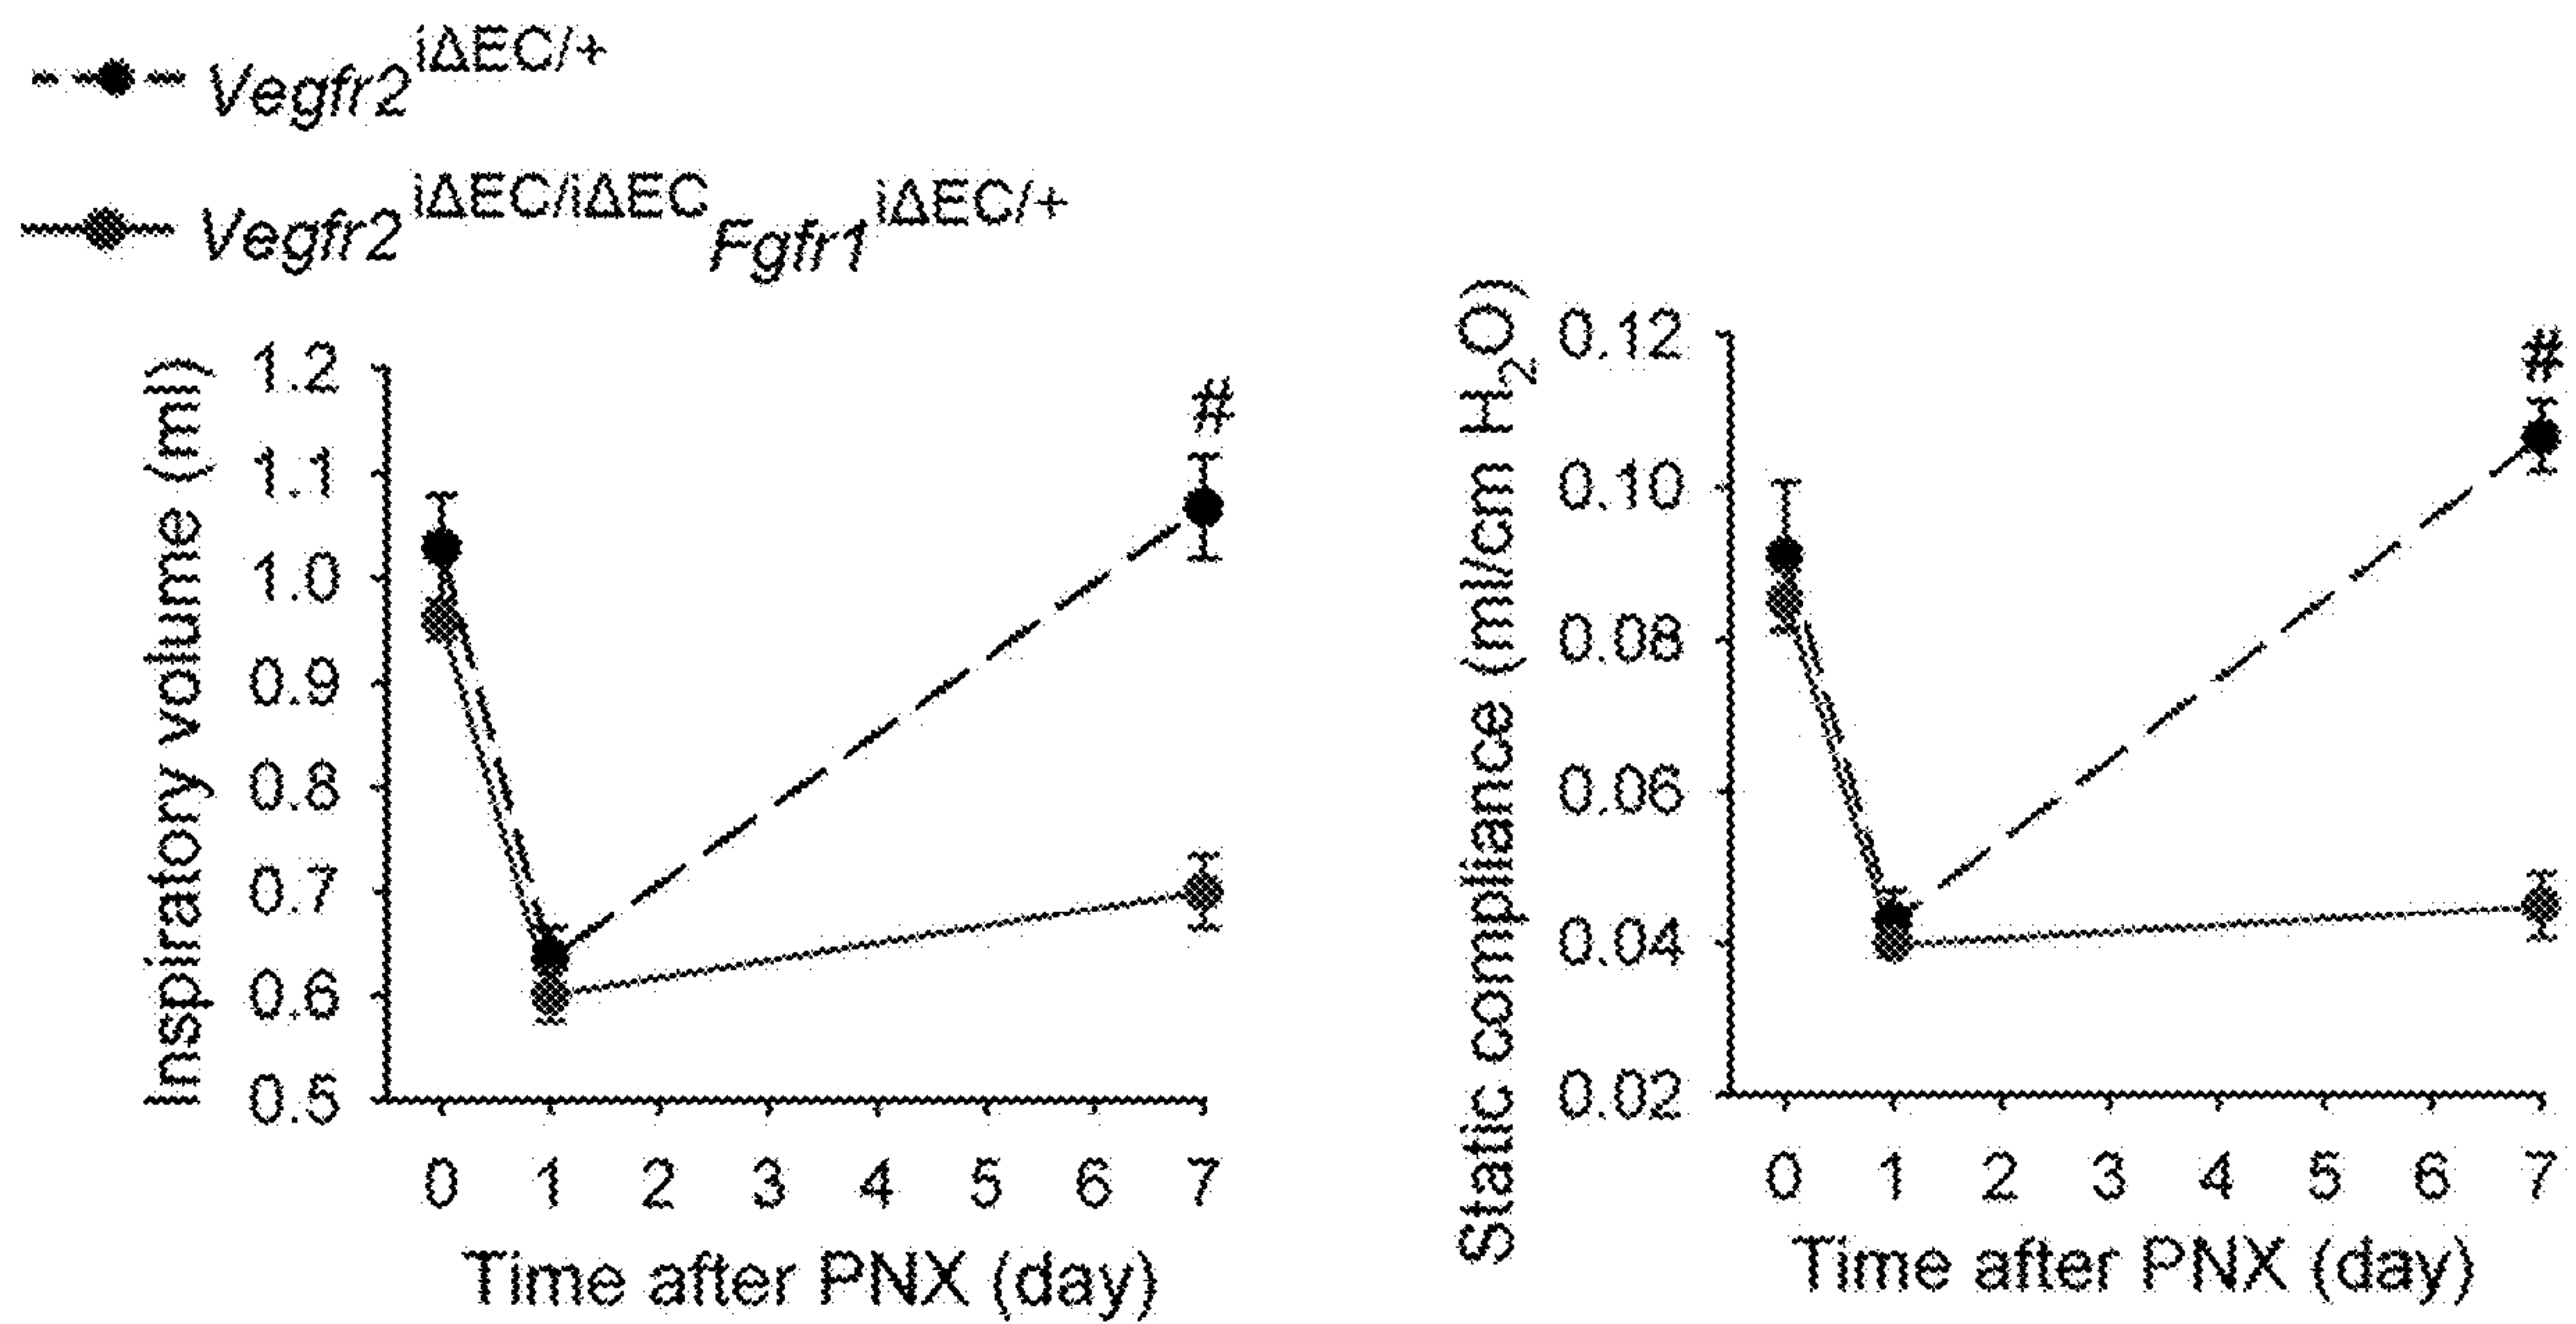 Vegfr2iΔEC/+
Vegfr2iΔEC/iΔECFgfr1iΔEC/+
Inspiratory volume (ml)
1.2
1.1
1.0
0.9
0.8
0.7
0.6
0.5
#
0 1 2 3 4 5 6 7
Time after PNX (day)
Static compliance (ml/cm H2O)
0.12
0.10
0.08
0.06
0.04
0.02
#
0 1 2 3 4 5 6 7
Time after PNX (day)